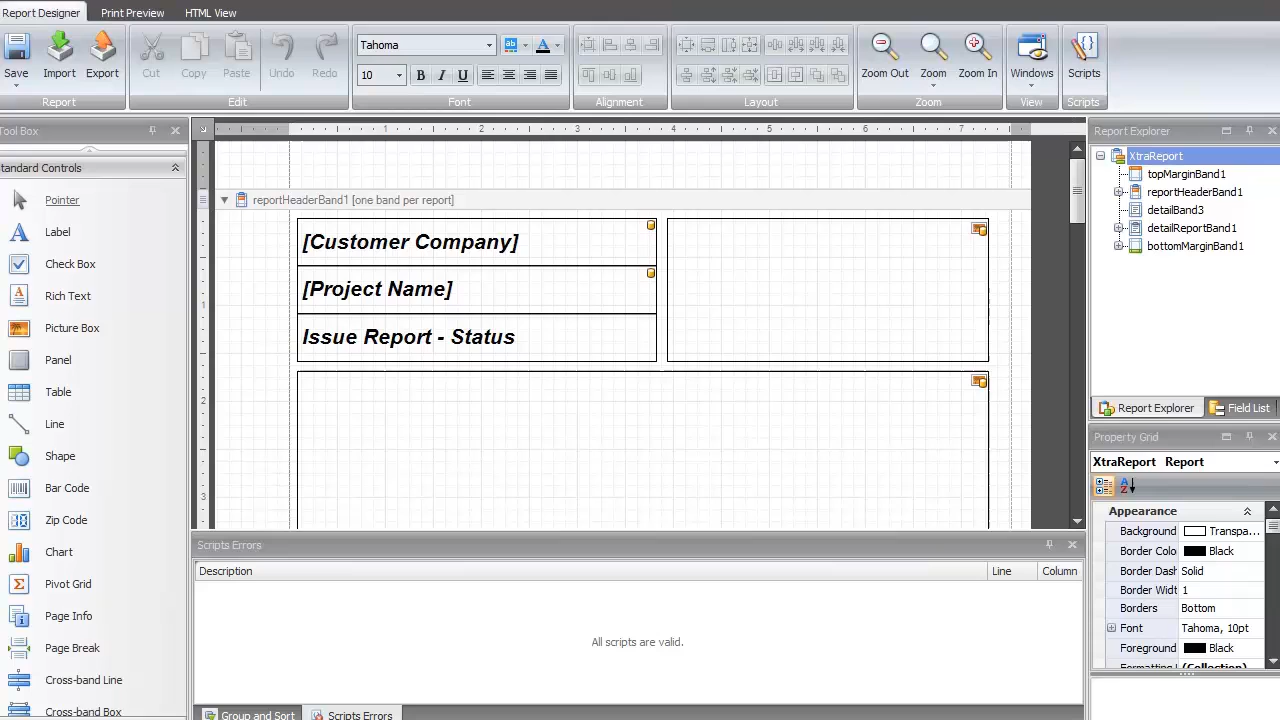 Report Designer
Print Preview
HTML View
Save
Import
Export
Report
Cut
Copy
Paste
Undo
Redo
Edit
Tahoma
10
B
I
U
Font
Alignment
Layout
Zoom Out
Zoom
Zoom In
Zoom
Windows
View
Scripts
Scripts
Tool Box
Standard Controls
Pointer
Label
Check Box
Rich Text
Picture Box
Panel
Table
Line
Shape
Bar Code
Zip Code
Chart
Pivot Grid
Page Info
Page Break
Cross-band Line
Cross-band Box
1 2 3 4 5 6 7
1
2
3
reportHeaderBand1 [one band per report]
[Customer Company]
[Project Name]
Issue Report - Status
Scripts Errors
Description
Line
Column
All scripts are valid.
Group and Sort
Scripts Errors
Report Explorer
XtraReport
topMarginBand1
reportHeaderBand1
detailBand3
detailReportBand1
bottomMarginBand1
Report Explorer
Field List
Property Grid
XtraReport Report
Appearance
Background Transpa...
Border Colo Black
Border Dash Solid
Border Widt 1
Borders Bottom
Font Tahoma, 10pt
Foreground Black
Formatting (Collection)